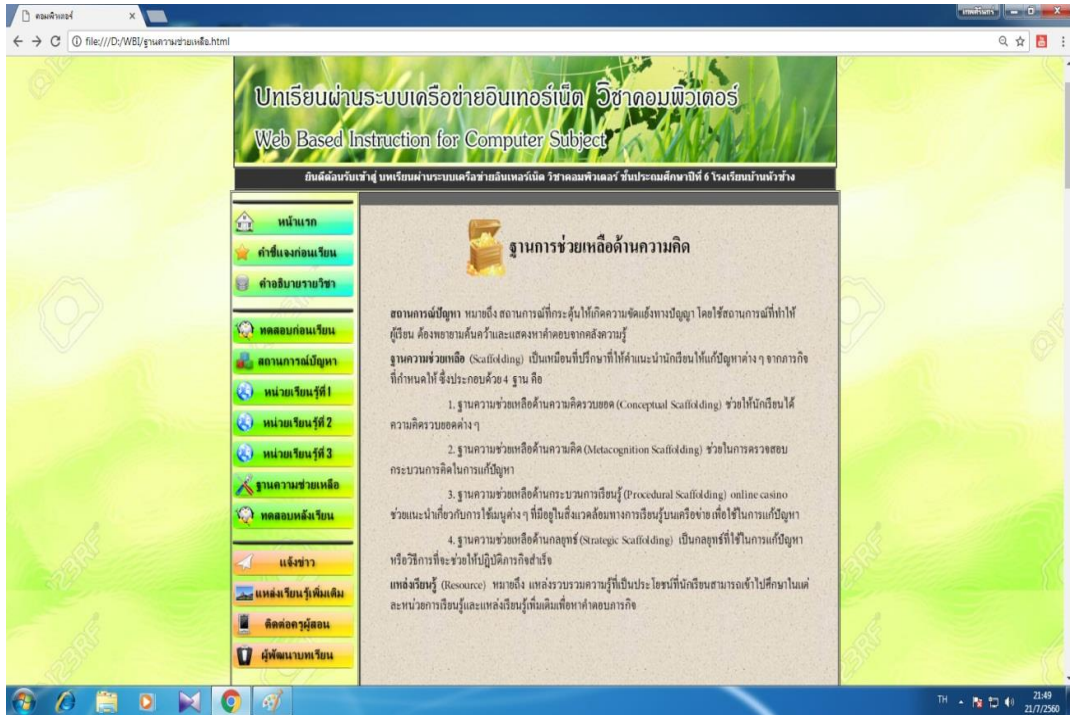 คอมพิวเตอร์
เทพศิรินทร์
file:///D:/WBI/ฐานความช่วยเหลือ.html
บทเรียนผ่านระบบเครือข่ายอินเทอร์เน็ต วิชาคอมพิวเตอร์
Web Based Instruction for Computer Subject
ยินดีต้อนรับเข้าสู่ บทเรียนผ่านระบบเครือข่ายอินเทอร์เน็ต วิชาคอมพิวเตอร์ ชั้นประถมศึกษาปีที่ 6 โรงเรียนบ้านหัวช้าง
หน้าแรก
คำชี้แจงก่อนเรียน
คำอธิบายรายวิชา
ทดสอบก่อนเรียน
สถานการณ์ปัญหา
หน่วยเรียนรู้ที่ 1
หน่วยเรียนรู้ที่ 2
หน่วยเรียนรู้ที่ 3
ฐานความช่วยเหลือ
ทดสอบหลังเรียน
แจ้งข่าว
แหล่งเรียนรู้เพิ่มเติม
ติดต่อครูผู้สอน
ผู้พัฒนาบทเรียน
ฐานการช่วยเหลือด้านความคิด
สถานการณ์ปัญหา หมายถึง สถานการณ์ที่กระตุ้นให้เกิดความขัดแย้งทางปัญญา โดยใช้สถานการณ์ที่ทำให้
ผู้เรียน ต้องพยายามค้นคว้าและแสดงหาคำตอบจากคลังความรู้
ฐานความช่วยเหลือ (Scaffolding) เป็นเหมือนที่ปรึกษาที่ให้คำแนะนำนักเรียนให้แก้ปัญหาต่าง ๆ จากภารกิจ
ที่กำหนดให้ ซึ่งประกอบด้วย 4 ฐาน คือ
1. ฐานความช่วยเหลือด้านความคิดรวบยอด (Conceptual Scaffolding) ช่วยให้นักเรียนได้
ความคิดรวบยอดต่าง ๆ
2. ฐานความช่วยเหลือด้านความคิด (Metacognition Scaffolding) ช่วยในการตรวจสอบ
กระบวนการคิดในการแก้ปัญหา
3. ฐานความช่วยเหลือด้านกระบวนการเรียนรู้ (Procedural Scaffolding) online casino
ช่วยแนะนำเกี่ยวกับการใช้เมนูต่าง ๆ ที่มีอยู่ในสิ่งแวดล้อมทางการเรียนรู้บนเครือข่าย เพื่อใช้ในการแก้ปัญหา
4. ฐานความช่วยเหลือด้านกลยุทธ์ (Strategic Scaffolding) เป็นกลยุทธ์ที่ใช้ในการแก้ปัญหา
หรือวิธีการที่จะช่วยให้ปฏิบัติภารกิจสำเร็จ
แหล่งเรียนรู้ (Resource) หมายถึง แหล่งรวบรวมความรู้ที่เป็นประโยชน์ที่นักเรียนสามารถเข้าไปศึกษาในแต่
ละหน่วยการเรียนรู้และแหล่งเรียนรู้เพิ่มเติมเพื่อหาคำตอบภารกิจ
123RF
TH
21:49
21/7/2560